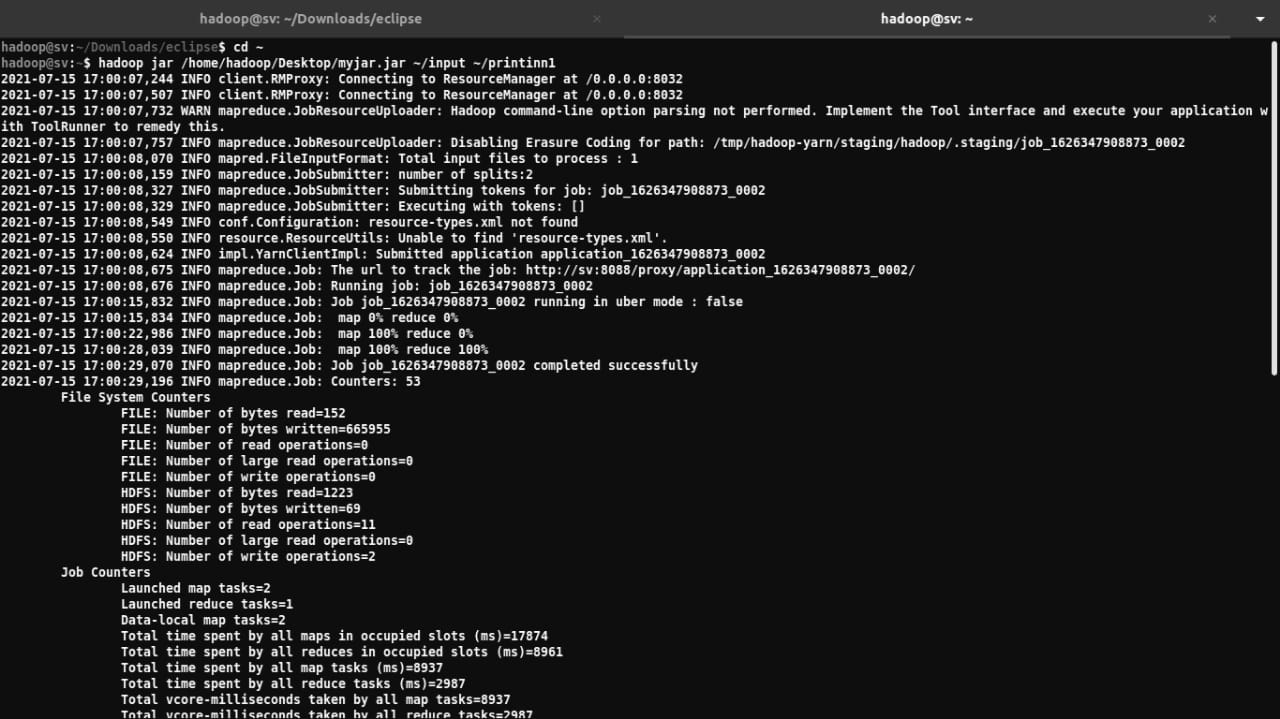 hadoop@sv: ~/Downloads/eclipse × hadoop@sv: ~ ×
hadoop@sv:~/Downloads/eclipse$ cd ~
hadoop@sv:~$ hadoop jar /home/hadoop/Desktop/myjar.jar ~/input ~/printinn1
2021-07-15 17:00:07,244 INFO client.RMProxy: Connecting to ResourceManager at /0.0.0.0:8032
2021-07-15 17:00:07,507 INFO client.RMProxy: Connecting to ResourceManager at /0.0.0.0:8032
2021-07-15 17:00:07,732 WARN mapreduce.JobResourceUploader: Hadoop command-line option parsing not performed. Implement the Tool interface and execute your application w
ith ToolRunner to remedy this.
2021-07-15 17:00:07,757 INFO mapreduce.JobResourceUploader: Disabling Erasure Coding for path: /tmp/hadoop-yarn/staging/hadoop/.staging/job_1626347908873_0002
2021-07-15 17:00:08,070 INFO mapred.FileInputFormat: Total input files to process : 1
2021-07-15 17:00:08,159 INFO mapreduce.JobSubmitter: number of splits:2
2021-07-15 17:00:08,327 INFO mapreduce.JobSubmitter: Submitting tokens for job: job_1626347908873_0002
2021-07-15 17:00:08,329 INFO mapreduce.JobSubmitter: Executing with tokens: []
2021-07-15 17:00:08,549 INFO conf.Configuration: resource-types.xml not found
2021-07-15 17:00:08,550 INFO resource.ResourceUtils: Unable to find 'resource-types.xml'.
2021-07-15 17:00:08,624 INFO impl.YarnClientImpl: Submitted application application_1626347908873_0002
2021-07-15 17:00:08,675 INFO mapreduce.Job: The url to track the job: http://sv:8088/proxy/application_1626347908873_0002/
2021-07-15 17:00:08,676 INFO mapreduce.Job: Running job: job_1626347908873_0002
2021-07-15 17:00:15,832 INFO mapreduce.Job: Job job_1626347908873_0002 running in uber mode : false
2021-07-15 17:00:15,834 INFO mapreduce.Job:  map 0% reduce 0%
2021-07-15 17:00:22,986 INFO mapreduce.Job:  map 100% reduce 0%
2021-07-15 17:00:28,039 INFO mapreduce.Job:  map 100% reduce 100%
2021-07-15 17:00:29,070 INFO mapreduce.Job: Job job_1626347908873_0002 completed successfully
2021-07-15 17:00:29,196 INFO mapreduce.Job: Counters: 53
File System Counters
FILE: Number of bytes read=152
FILE: Number of bytes written=665955
FILE: Number of read operations=0
FILE: Number of large read operations=0
FILE: Number of write operations=0
HDFS: Number of bytes read=1223
HDFS: Number of bytes written=69
HDFS: Number of read operations=11
HDFS: Number of large read operations=0
HDFS: Number of write operations=2
Job Counters
Launched map tasks=2
Launched reduce tasks=1
Data-local map tasks=2
Total time spent by all maps in occupied slots (ms)=17874
Total time spent by all reduces in occupied slots (ms)=8961
Total time spent by all map tasks (ms)=8937
Total time spent by all reduce tasks (ms)=2987
Total vcore-milliseconds taken by all map tasks=8937
Total vcore-milliseconds taken by all reduce tasks=2987